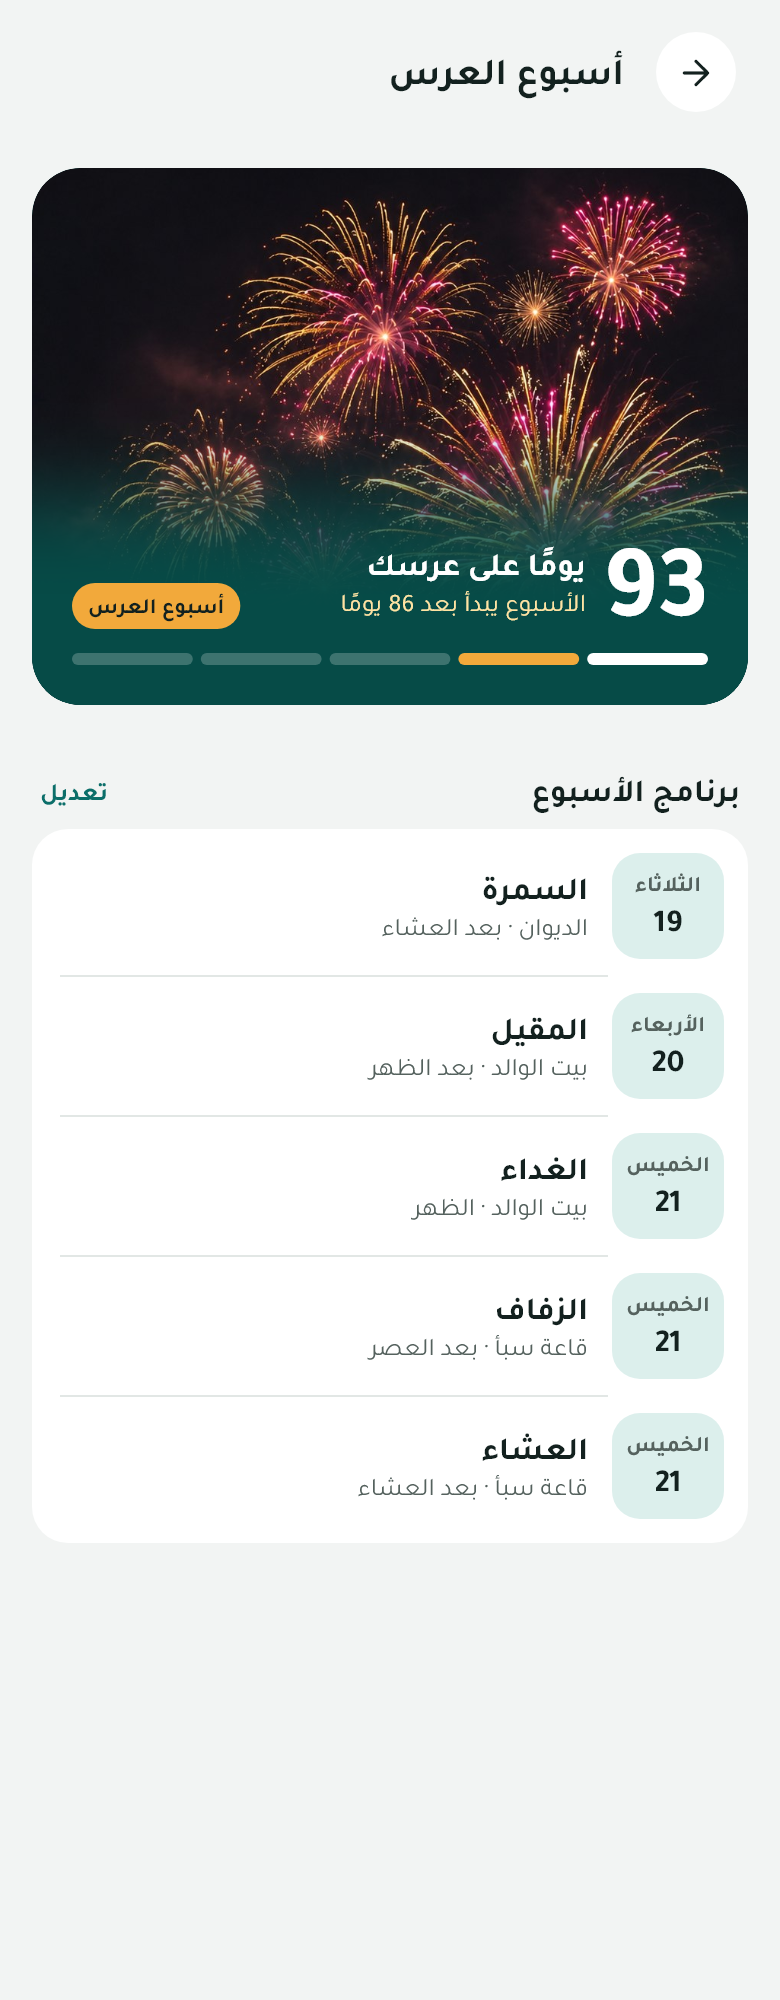 أسبوع العرس
93
يومًا على عرسك
الأسبوع يبدأ بعد 86 يومًا
أسبوع العرس
برنامج الأسبوع
تعديل
الثلاثاء
19
السمرة
الديوان · بعد العشاء
الأربعاء
20
المقيل
بيت الوالد · بعد الظهر
الخميس
21
الغداء
بيت الوالد · الظهر
الخميس
21
الزفاف
قاعة سبأ · بعد العصر
الخميس
21
العشاء
قاعة سبأ · بعد العشاء